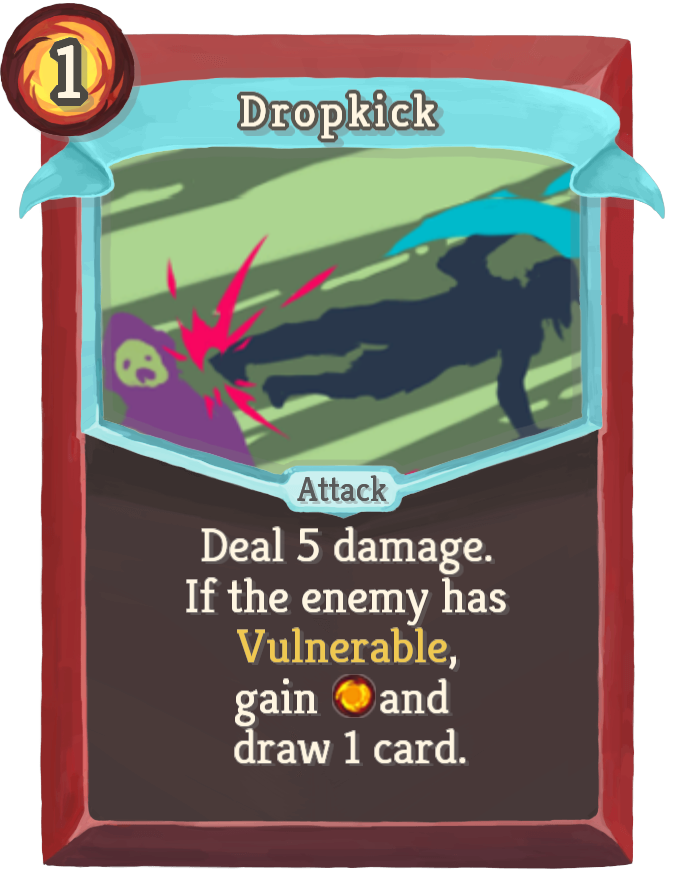 1
Dropkick
Attack
Deal 5 damage.
If the enemy has
Vulnerable,
gain and
draw 1 card.